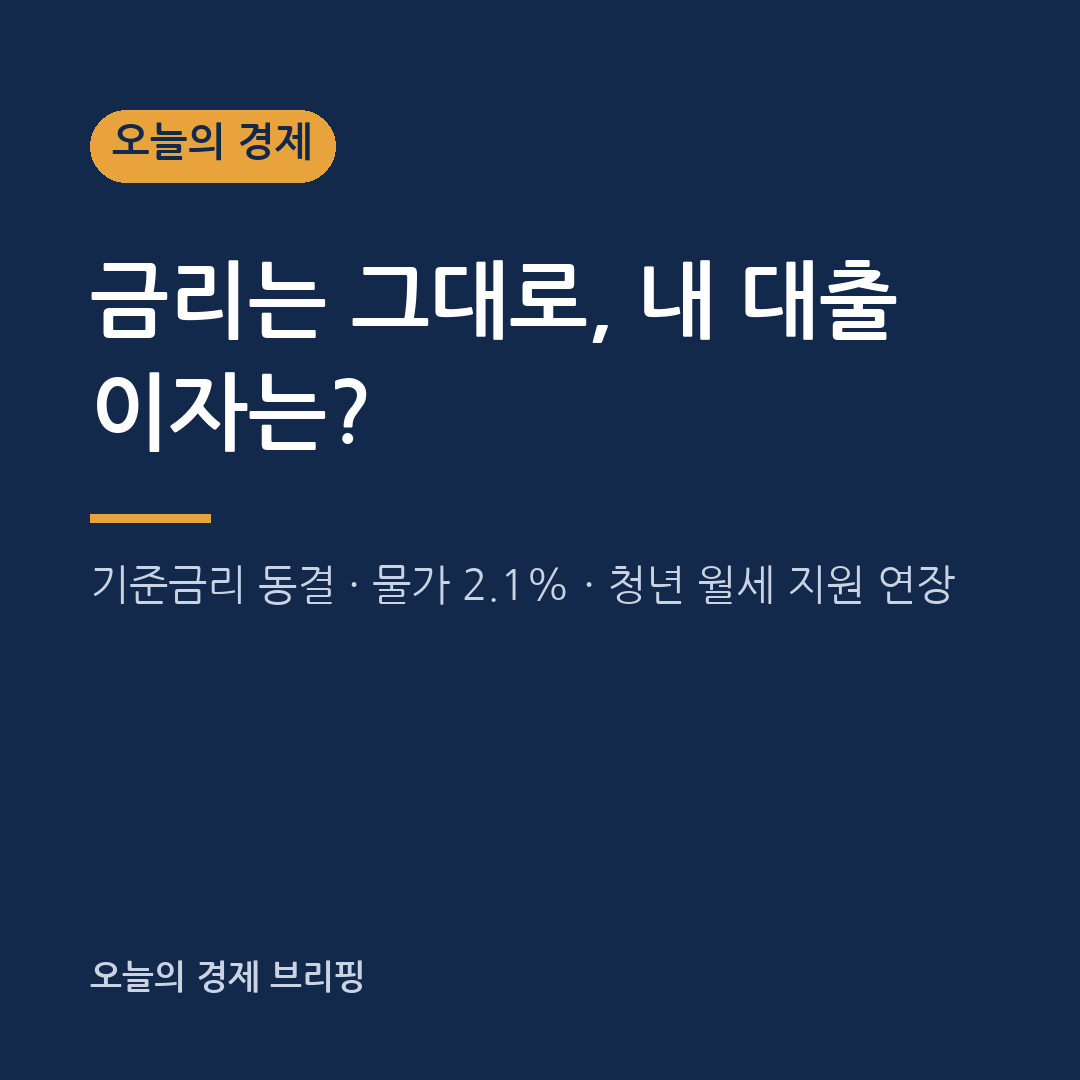 오늘의 경제
금리는 그대로, 내 대출
이자는?
기준금리 동결 · 물가 2.1% · 청년 월세 지원 연장
오늘의 경제 브리핑